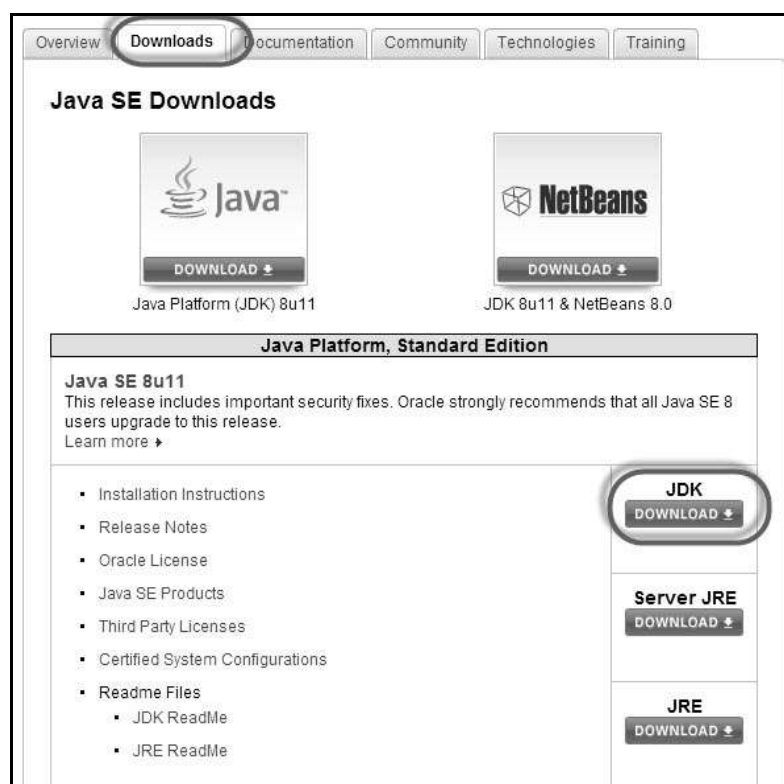 Overview Downloads Documentation Community Technologies Training
Java SE Downloads
Java™
DOWNLOAD
Java Platform (JDK) 8u11
NetBeans
DOWNLOAD
JDK 8u11 & NetBeans 8.0
Java Platform, Standard Edition
Java SE 8u11
This release includes important security fixes. Oracle strongly recommends that all Java SE 8
users upgrade to this release.
Learn more
Installation Instructions
Release Notes
Oracle License
Java SE Products
Third Party Licenses
Certified System Configurations
Readme Files
JDK ReadMe
JRE ReadMe
JDK
DOWNLOAD
Server JRE
DOWNLOAD
JRE
DOWNLOAD